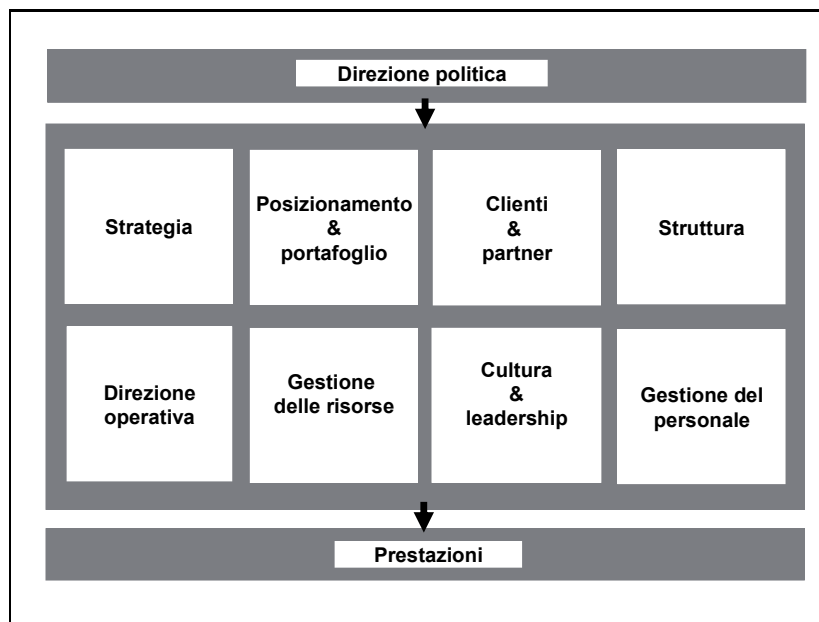 Direzione politica
Strategia
Posizionamento
&
portafoglio
Clienti
&
partner
Struttura
Direzione
operativa
Gestione
delle risorse
Cultura
&
leadership
Gestione del
personale
Prestazioni